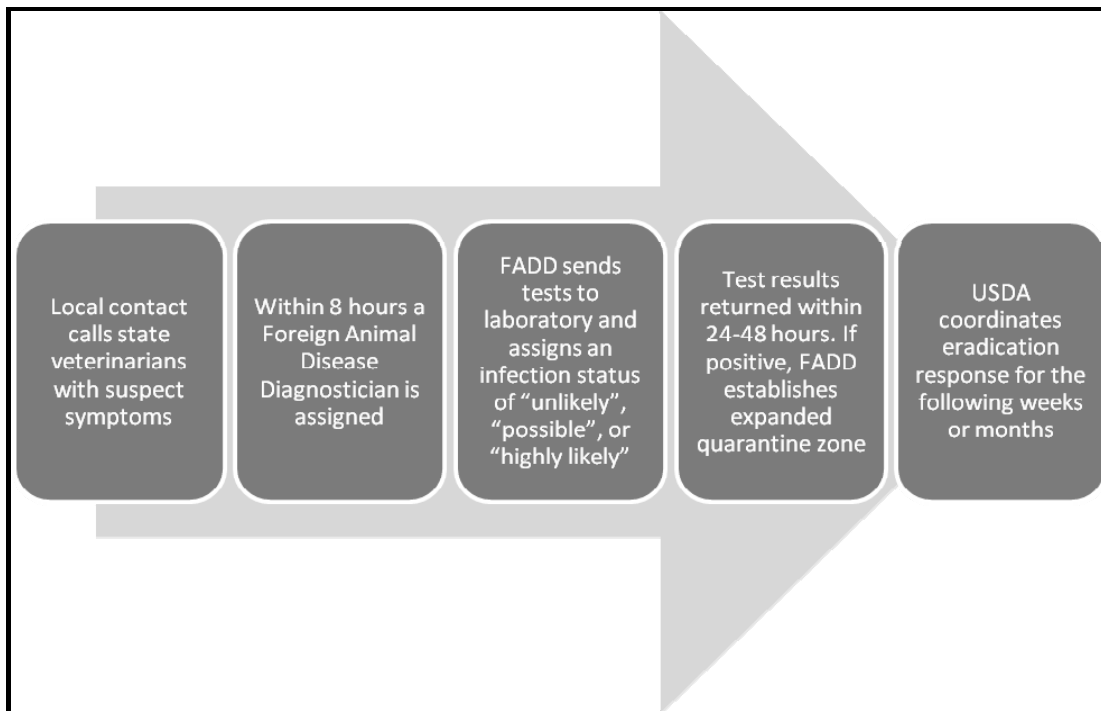 Local contact
calls state
veterinarians
with suspect
symptoms
Within 8 hours a
Foreign Animal
Disease
Diagnostician is
assigned
FADD sends
tests to
laboratory and
assigns an
infection status
of “unlikely”,
“possible”, or
“highly likely”
Test results
returned within
24-48 hours. If
positive, FADD
establishes
expanded
quarantine zone
USDA
coordinates
eradication
response for the
following weeks
or months